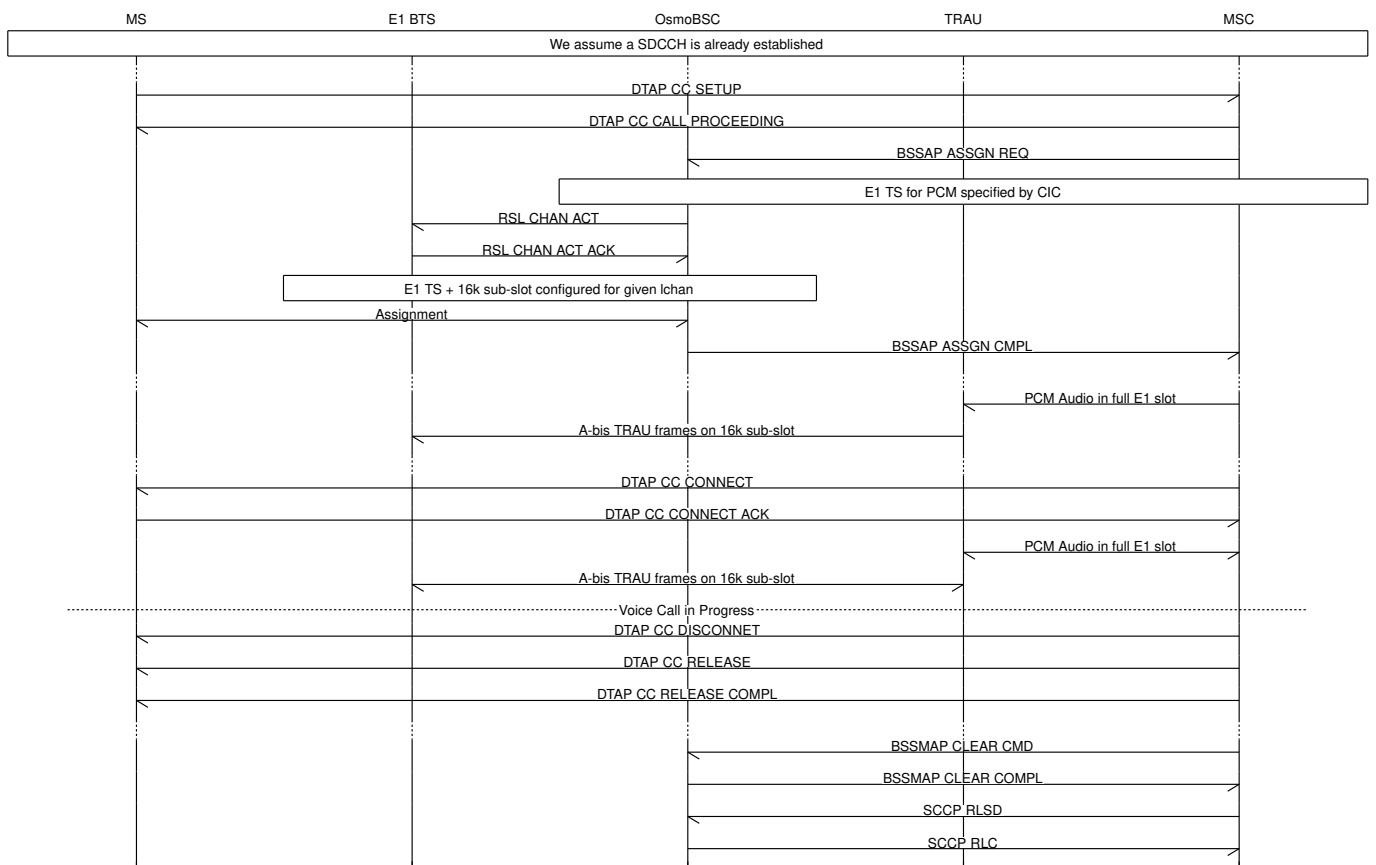 MS E1 BTS OsmoBSC TRAU MSC
We assume a SDCCH is already established
DTAP CC SETUP
DTAP CC CALL PROCEEDING
BSSAP ASSGN REQ
E1 TS for PCM specified by CIC
RSL CHAN ACT
RSL CHAN ACT ACK
E1 TS + 16k sub-slot configured for given lchan
Assignment
BSSAP ASSGN CMPL
PCM Audio in full E1 slot
A-bis TRAU frames on 16k sub-slot
DTAP CC CONNECT
DTAP CC CONNECT ACK
PCM Audio in full E1 slot
A-bis TRAU frames on 16k sub-slot
Voice Call in Progress
DTAP CC DISCONNET
DTAP CC RELEASE
DTAP CC RELEASE COMPL
BSSMAP CLEAR CMD
BSSMAP CLEAR COMPL
SCCP RLSD
SCCP RLC